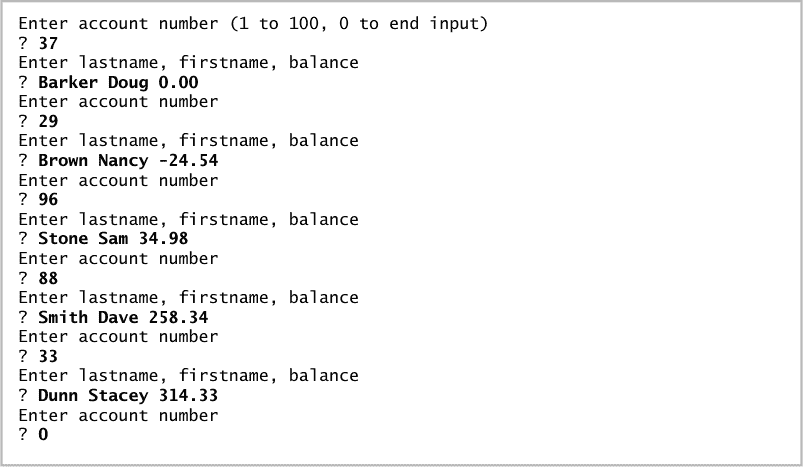 Enter account number (1 to 100, 0 to end input)
? 37
Enter lastname, firstname, balance
? Barker Doug 0.00
Enter account number
? 29
Enter lastname, firstname, balance
? Brown Nancy -24.54
Enter account number
? 96
Enter lastname, firstname, balance
? Stone Sam 34.98
Enter account number
? 88
Enter lastname, firstname, balance
? Smith Dave 258.34
Enter account number
? 33
Enter lastname, firstname, balance
? Dunn Stacey 314.33
Enter account number
? 0